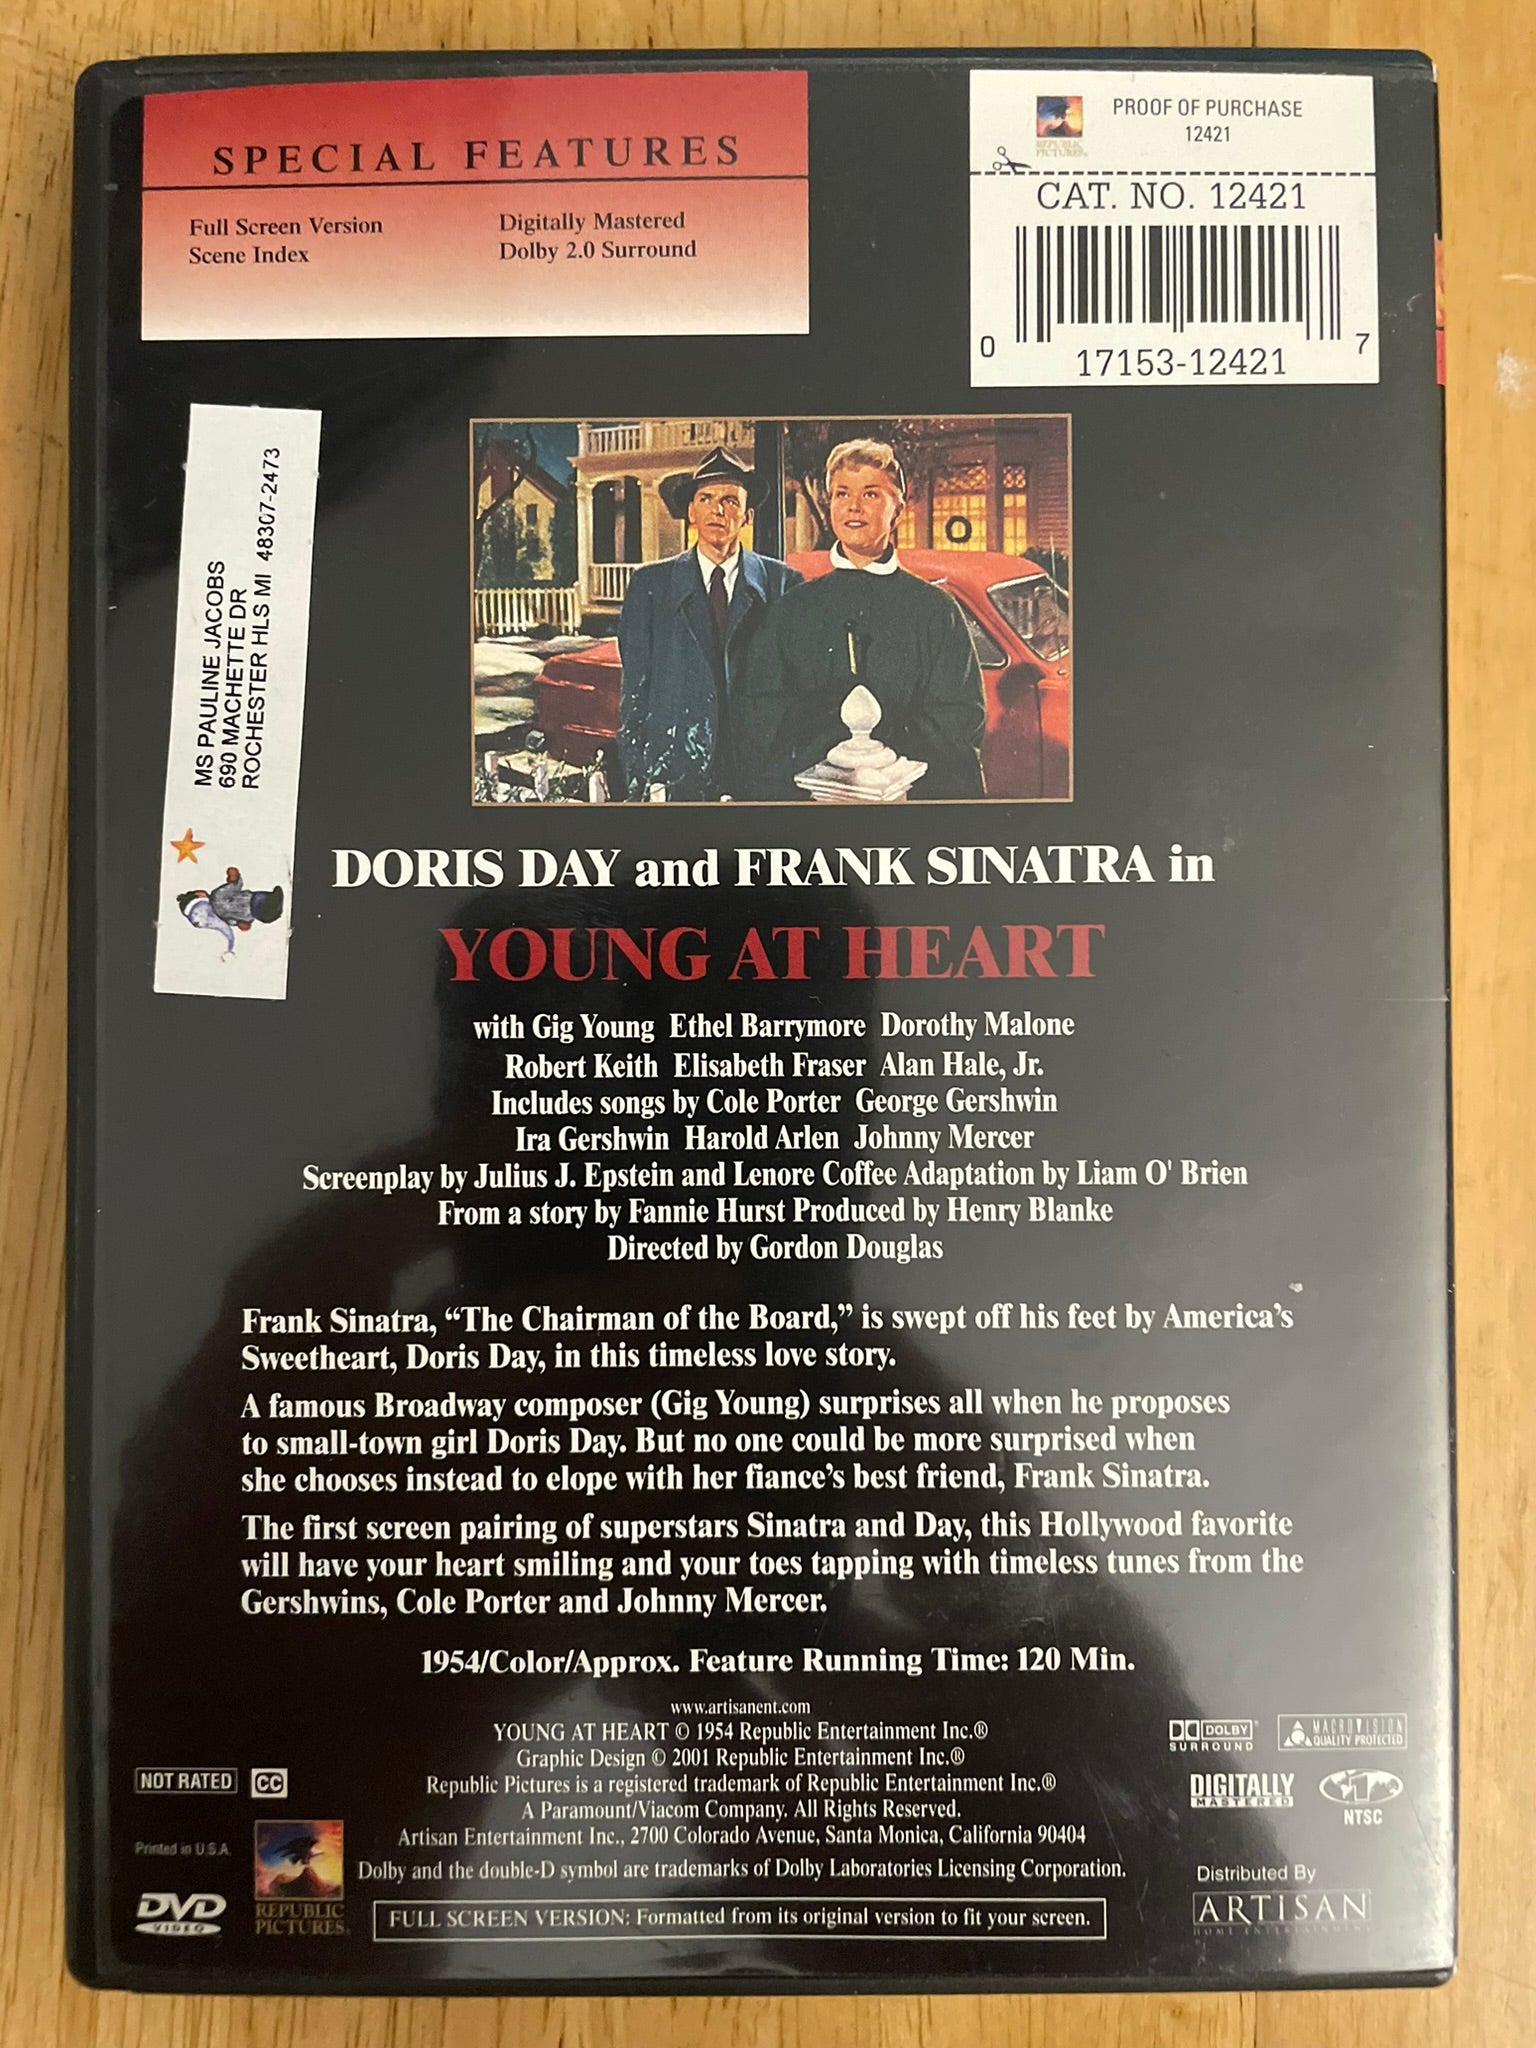 SPECIAL FEATURES
Full Screen Version
Scene Index
Digitally Mastered
Dolby 2.0 Surround
REPUBLIC
PICTURES
PROOF OF PURCHASE
12421
CAT. NO. 12421
0
17153-12421
7
MS PAULINE JACOBS
690 MACHETTE DR
ROCHESTER HLS MI 48307-2473
DORIS DAY and FRANK SINATRA in
YOUNG AT HEART
with Gig Young Ethel Barrymore Dorothy Malone
Robert Keith Elisabeth Fraser Alan Hale, Jr.
Includes songs by Cole Porter George Gershwin
Ira Gershwin Harold Arlen Johnny Mercer
Screenplay by Julius J. Epstein and Lenore Coffee Adaptation by Liam O' Brien
From a story by Fannie Hurst Produced by Henry Blanke
Directed by Gordon Douglas
Frank Sinatra, “The Chairman of the Board,” is swept off his feet by America’s
Sweetheart, Doris Day, in this timeless love story.
A famous Broadway composer (Gig Young) surprises all when he proposes
to small-town girl Doris Day. But no one could be more surprised when
she chooses instead to elope with her fiance’s best friend, Frank Sinatra.
The first screen pairing of superstars Sinatra and Day, this Hollywood favorite
will have your heart smiling and your toes tapping with timeless tunes from the
Gershwins, Cole Porter and Johnny Mercer.
1954/Color/Approx. Feature Running Time: 120 Min.
www.artisanent.com
YOUNG AT HEART © 1954 Republic Entertainment Inc.®
Graphic Design © 2001 Republic Entertainment Inc.®
Republic Pictures is a registered trademark of Republic Entertainment Inc.®
A Paramount/Viacom Company. All Rights Reserved.
Artisan Entertainment Inc., 2700 Colorado Avenue, Santa Monica, California 90404
Dolby and the double-D symbol are trademarks of Dolby Laboratories Licensing Corporation.
FULL SCREEN VERSION: Formatted from its original version to fit your screen.
NOT RATED
CC
Printed in U.S.A.
DVD
VIDEO
REPUBLIC
PICTURES
DOLBY
SURROUND
MACROVISION
QUALITY PROTECTED
DIGITALLY
MASTERED
1
NTSC
Distributed By
ARTISAN
HOME ENTERTAINMENT